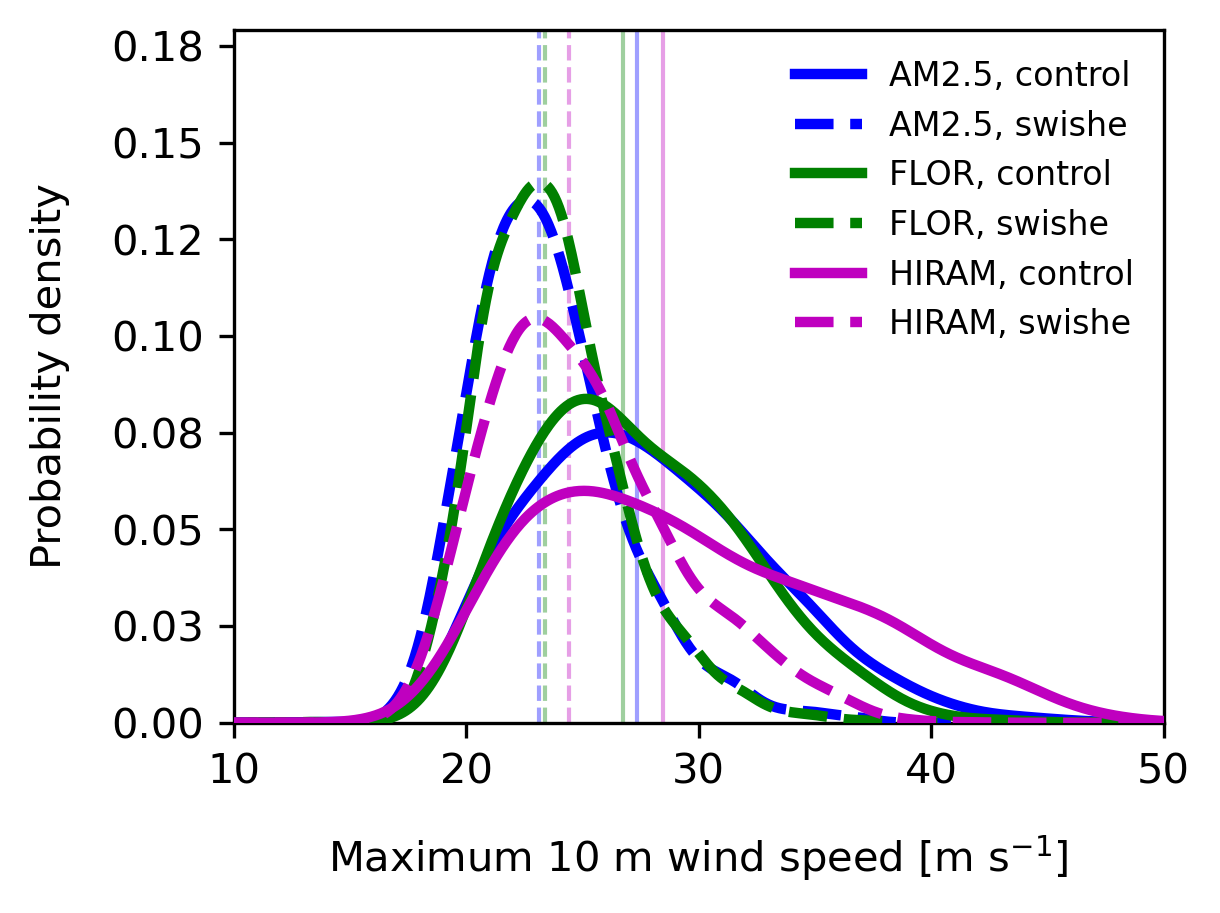 0.18
0.15
0.12
0.10
0.08
0.05
0.03
0.00
Probability density
AM2.5, control
AM2.5, swishe
FLOR, control
FLOR, swishe
HIRAM, control
HIRAM, swishe
10 20 30 40 50
Maximum 10 m wind speed [m s⁻¹]